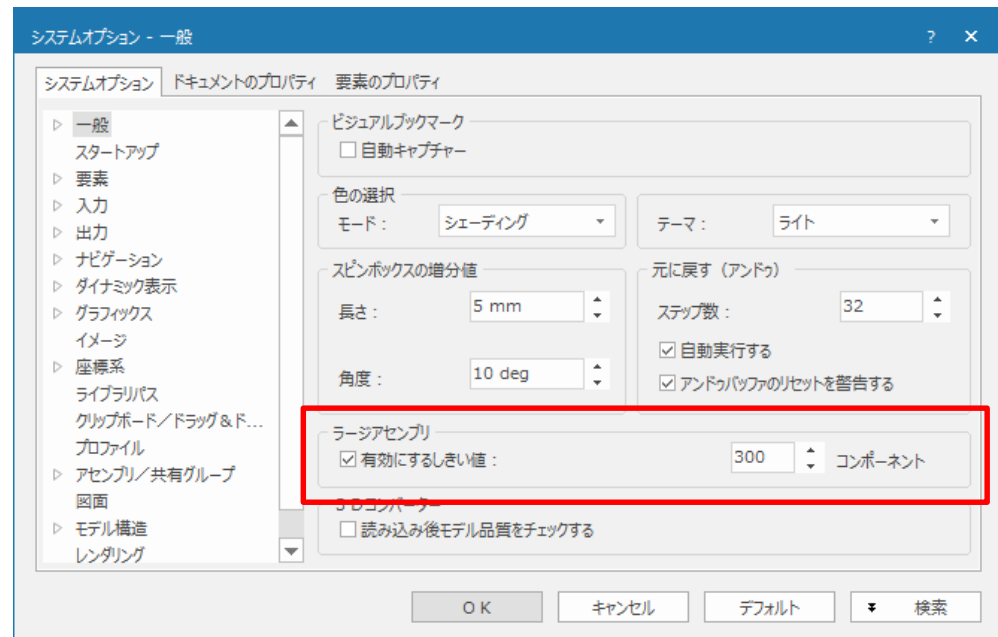 システムオプション - 一般
? ×
システムオプション ドキュメントのプロパティ 要素のプロパティ
一般
スタートアップ
要素
入力
出力
ナビゲーション
ダイナミック表示
グラフィックス
イメージ
座標系
ライブラリパス
クリップボード／ドラッグ＆ド...
プロファイル
アセンブリ／共有グループ
図面
モデル構造
レンダリング
ビジュアルブックマーク
自動キャプチャー
色の選択
モード： シェーディング
テーマ： ライト
スピンボックスの増分値
長さ： 5 mm
角度： 10 deg
元に戻す（アンドゥ）
ステップ数： 32
自動実行する
アンドゥバッファのリセットを警告する
ラージアセンブリ
有効にするしきい値： 300 コンポーネント
３Ｄコンバーター
読み込み後モデル品質をチェックする
ＯＫ キャンセル デフォルト 検索